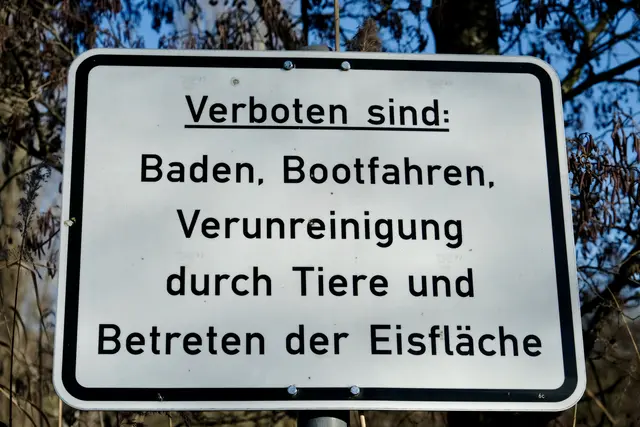 Verboten sind:
Baden, Bootfahren,
Verunreinigung
durch Tiere und
Betreten der Eisfläche